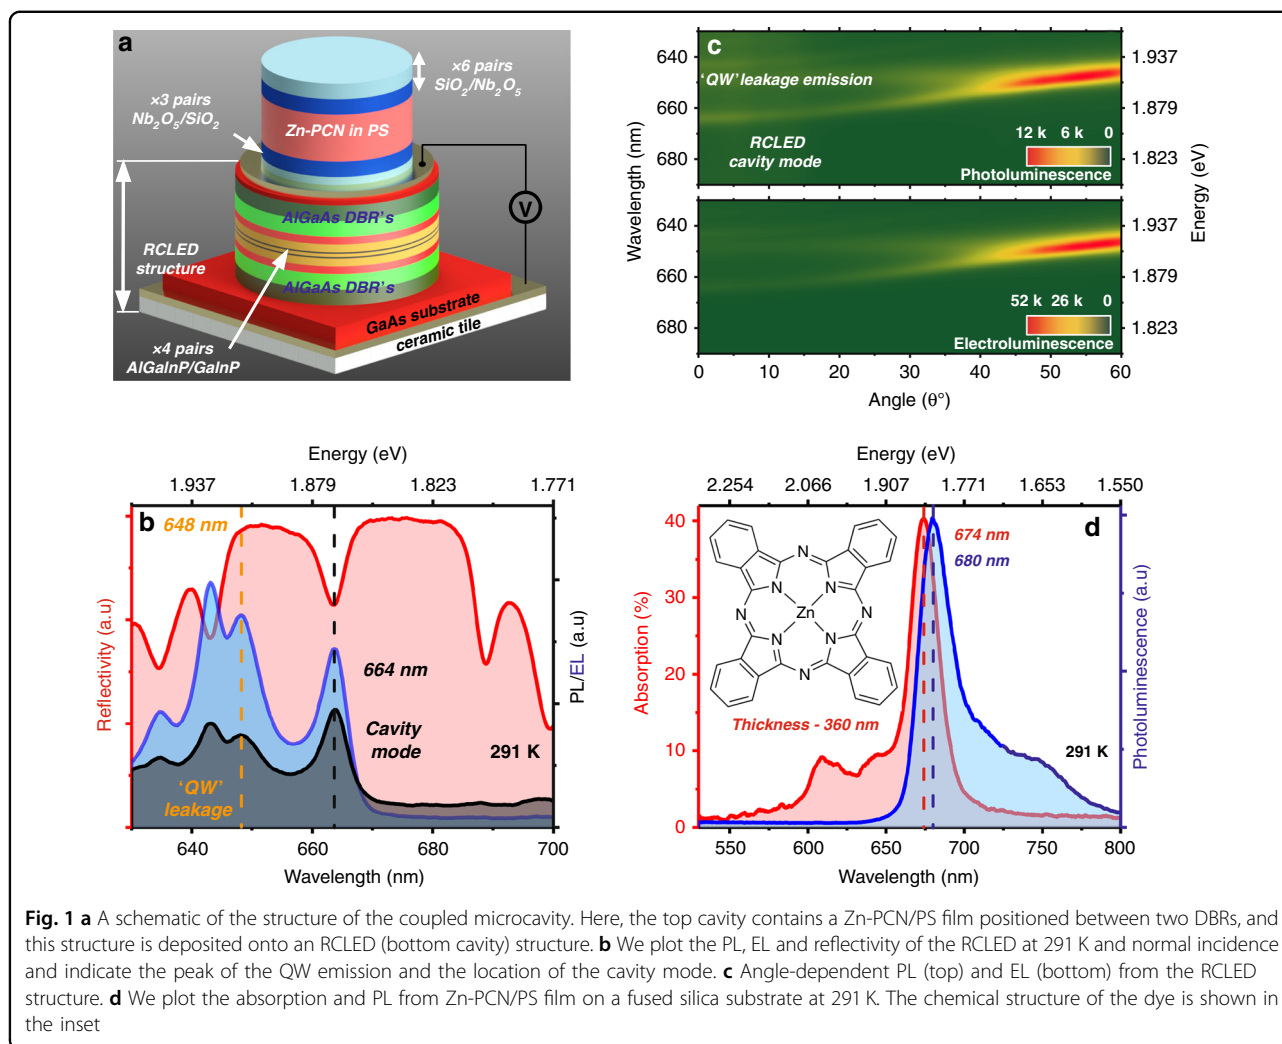 a
×6 pairs
SiO2/Nb2O5
×3 pairs
Nb2O5/SiO2
Zn-PCN in PS
AlGaAs DBR's
V
RCLED
structure
AlGaAs DBR's
GaAs substrate
ceramic tile
×4 pairs
AlGaInP/GaInP
c
'QW' leakage emission
RCLED
cavity mode
12 k 6 k 0
Photoluminescence
640
660
680
1.937
1.879
1.823
Wavelength (nm)
Energy (eV)
640
660
680
1.937
1.879
1.823
52 k 26 k 0
Electroluminescence
0 10 20 30 40 50 60
Angle (θ°)
Energy (eV)
1.937 1.879 1.823 1.771
b
648 nm
664 nm
Cavity
mode
291 K
'QW'
leakage
Reflectivity (a.u)
PL/EL (a.u)
640 660 680 700
Wavelength (nm)
Energy (eV)
2.254 2.066 1.907 1.771 1.653 1.550
d
674 nm
680 nm
N
N
N
N
Zn
N
N
N
N
Thickness - 360 nm
291 K
40
30
20
10
0
Absorption (%)
Photoluminescence (a.u)
550 600 650 700 750 800
Wavelength (nm)
Fig. 1 a A schematic of the structure of the coupled microcavity. Here, the top cavity contains a Zn-PCN/PS film positioned between two DBRs, and
this structure is deposited onto an RCLED (bottom cavity) structure. b We plot the PL, EL and reflectivity of the RCLED at 291 K and normal incidence
and indicate the peak of the QW emission and the location of the cavity mode. c Angle-dependent PL (top) and EL (bottom) from the RCLED
structure. d We plot the absorption and PL from Zn-PCN/PS film on a fused silica substrate at 291 K. The chemical structure of the dye is shown in
the inset